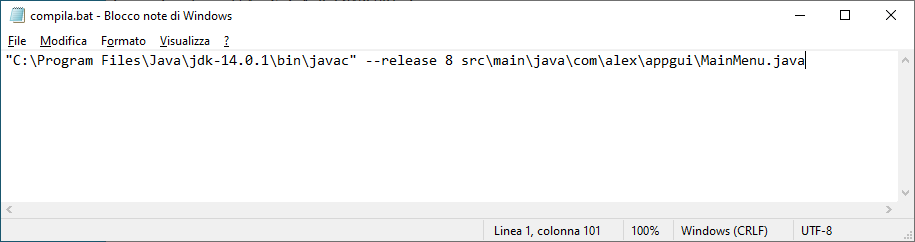 compila.bat - Blocco note di Windows
File Modifica Formato Visualizza ?
"C:\Program Files\Java\jdk-14.0.1\bin\javac" --release 8 src\main\java\com\alex\appgui\MainMenu.java
Linea 1, colonna 101 100% Windows (CRLF) UTF-8